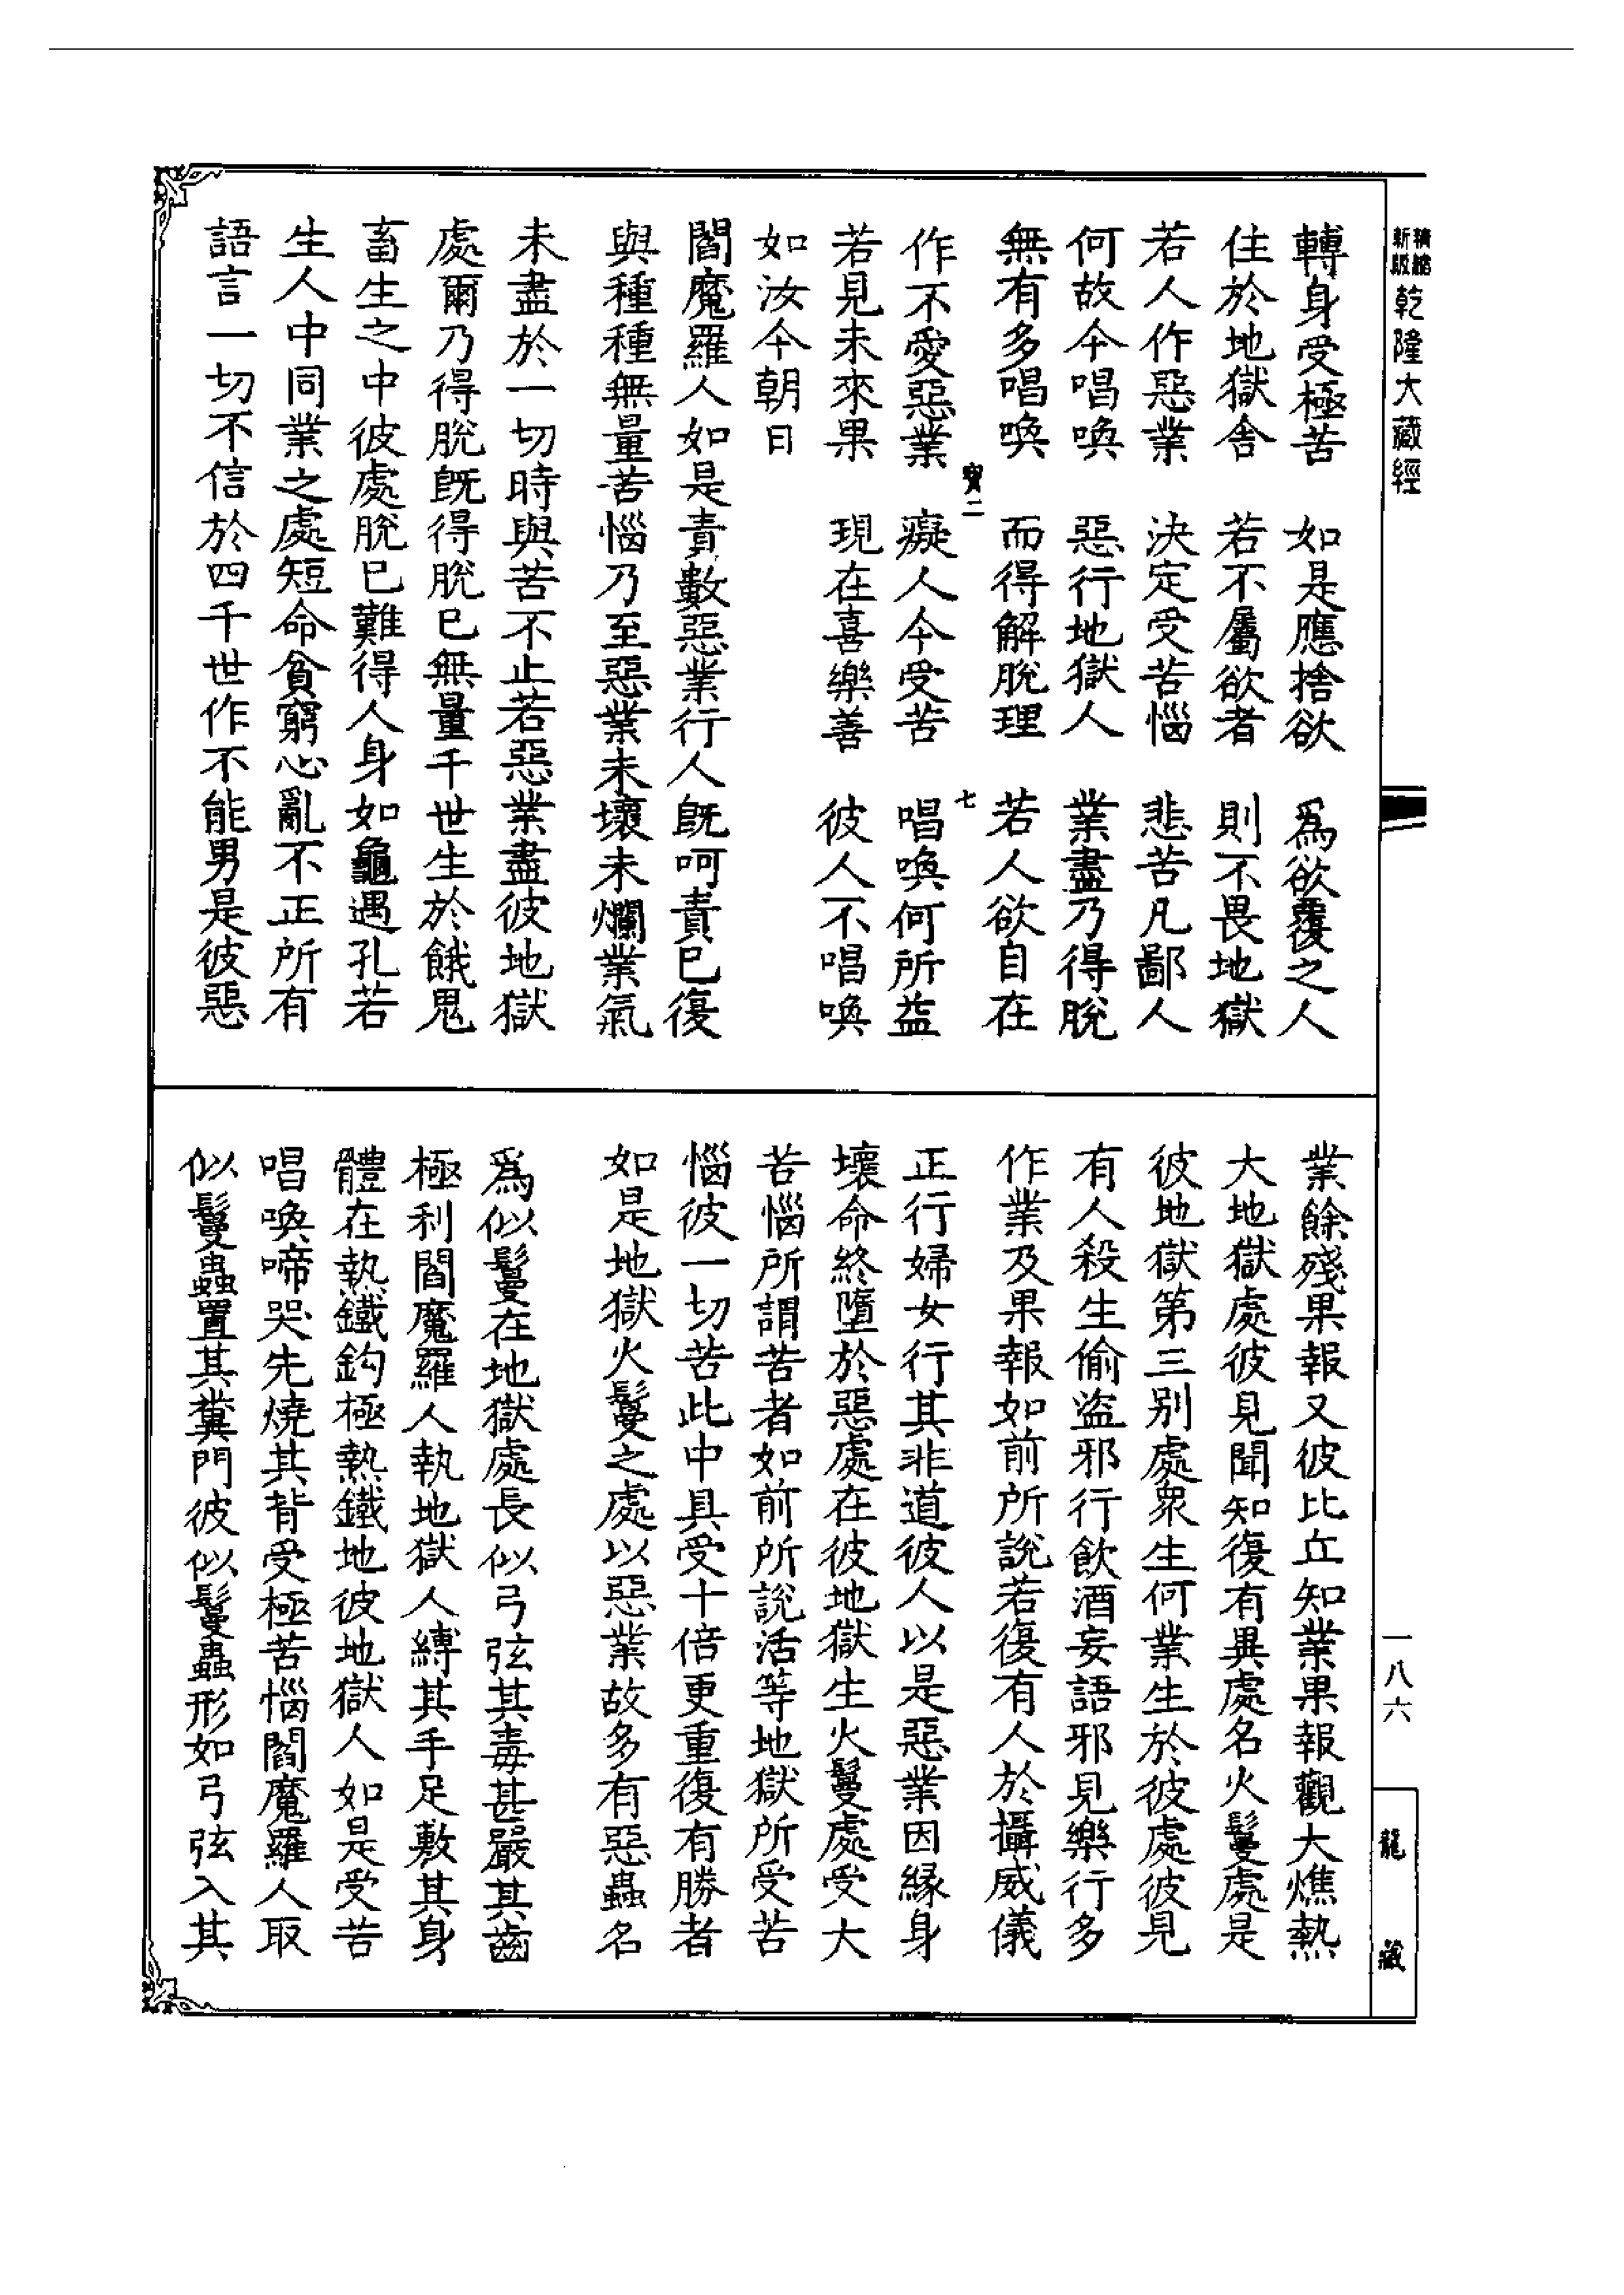 精縮
新版
乾隆大藏經
轉身受極苦 如是應捨欲 為欲覆之人
住於地獄舍 若不屬欲者 則不畏地獄
若人作惡業 決定受苦惱 悲苦凡鄙人
何故今唱喚 惡行地獄人 業盡乃得脫
無有多唱喚 而得解脫理 若人欲自在
寶二 七
作不愛惡業 癡人今受苦 唱喚何所益
若見未來果 現在喜樂善 彼人不唱喚
如汝今朝日
閻魔羅人如是責數惡業行人既呵責已復
與種種無量苦惱乃至惡業未壞未爛業氣
未盡於一切時與苦不止若惡業盡彼地獄
處爾乃得脫既得脫已無量千世生於餓鬼
畜生之中彼處脫已難得人身如龜遇孔若
生人中同業之處短命貧窮心亂不正所有
語言一切不信於四千世作不能男是彼惡
業餘殘果報又彼比丘知業果報觀大燋熱
大地獄處彼見聞知復有異處名火鬘處是
彼地獄第三別處眾生何業生於彼處彼見
有人殺生偷盜邪行飲酒妄語邪見樂行多
作業及果報如前所說若復有人於攝威儀
正行婦女行其非道彼人以是惡業因緣身
壞命終墮於惡處在彼地獄生火鬘處受大
苦惱所謂苦者如前所說活等地獄所受苦
惱彼一切苦此中具受十倍更重復有勝者
如是地獄火鬘之處以惡業故多有惡蟲名
為似鬘在地獄處長似弓弦其毒甚嚴其齒
極利閻魔羅人執地獄人縛其手足敷其身
體在熱鐵鉤極熱鐵地彼地獄人如是受苦
唱喚啼哭先燒其背受極苦惱閻魔羅人取
似鬘蟲置其糞門彼似鬘蟲形如弓弦入其
一八六
龍藏